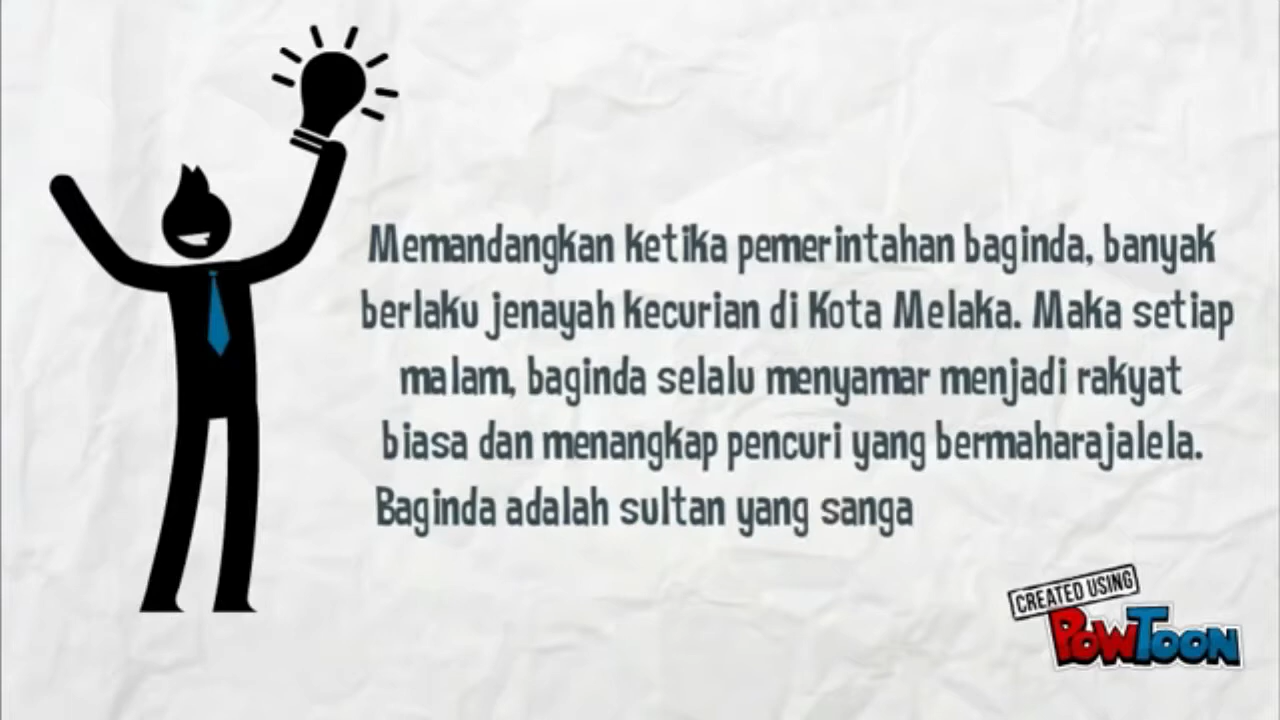 Memandangkan ketika pemerintahan baginda, banyak
berlaku jenayah kecurian di Kota Melaka. Maka setiap
malam, baginda selalu menyamar menjadi rakyat
biasa dan menangkap pencuri yang bermaharajalela.
Baginda adalah sultan yang sanga
CREATED USING
POWTOON